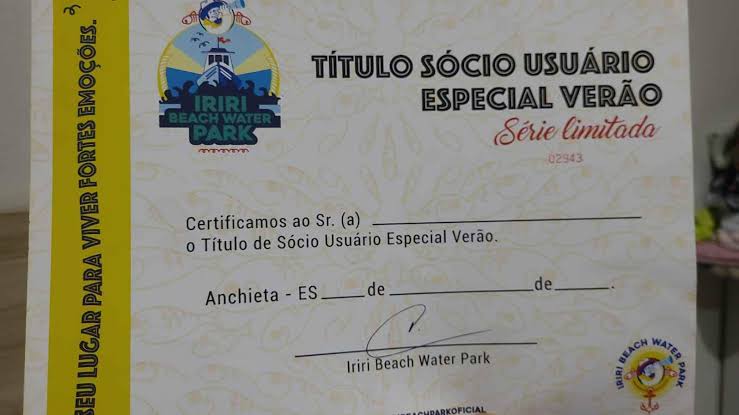 SEU LUGAR PARA VIVER FORTES EMOÇÕES.
IRIRI
BEACH WATER
PARK
TÍTULO SÓCIO USUÁRIO
ESPECIAL VERÃO
Série limitada
02943
Certificamos ao Sr. (a)
o Título de Sócio Usuário Especial Verão.
Anchieta - ES de de .
Iriri Beach Water Park
IRIRI BEACH WATER PARK
BEACHPARKOFICIAL